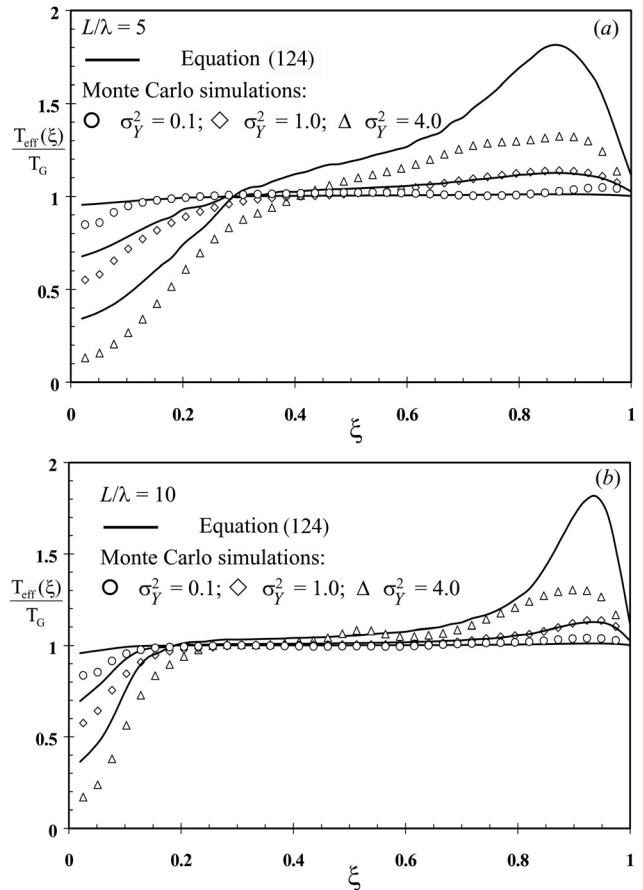 2
L/λ = 5
(a)
Equation (124)
Monte Carlo simulations:
○ σ²_Y = 0.1; ◇ σ²_Y = 1.0; Δ σ²_Y = 4.0
1.5
T_eff(ξ)
T_G
1
0.5
0
0 0.2 0.4 0.6 0.8 1
ξ
2
(b)
L/λ = 10
Equation (124)
Monte Carlo simulations:
○ σ²_Y = 0.1; ◇ σ²_Y = 1.0; Δ σ²_Y = 4.0
1.5
T_eff(ξ)
T_G
1
0.5
0
0 0.2 0.4 0.6 0.8 1
ξ